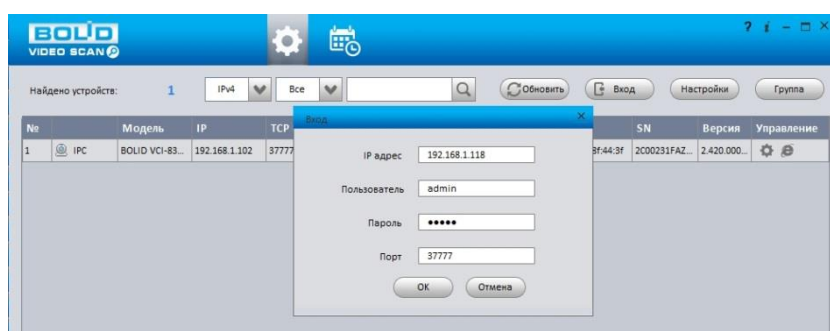 BOLID
VIDEO SCAN
? i
Найдено устройств: 1 IPv4 Все Обновить Вход Настройки Группа
№ Модель IP TCP SN Версия Управление
1 IPC BOLID VCI-83... 192.168.1.102 37777 3f:44:3f 2C00231FAZ... 2.420.000...
Вход
IP адрес 192.168.1.118
Пользователь admin
Пароль •••••
Порт 37777
OK Отмена